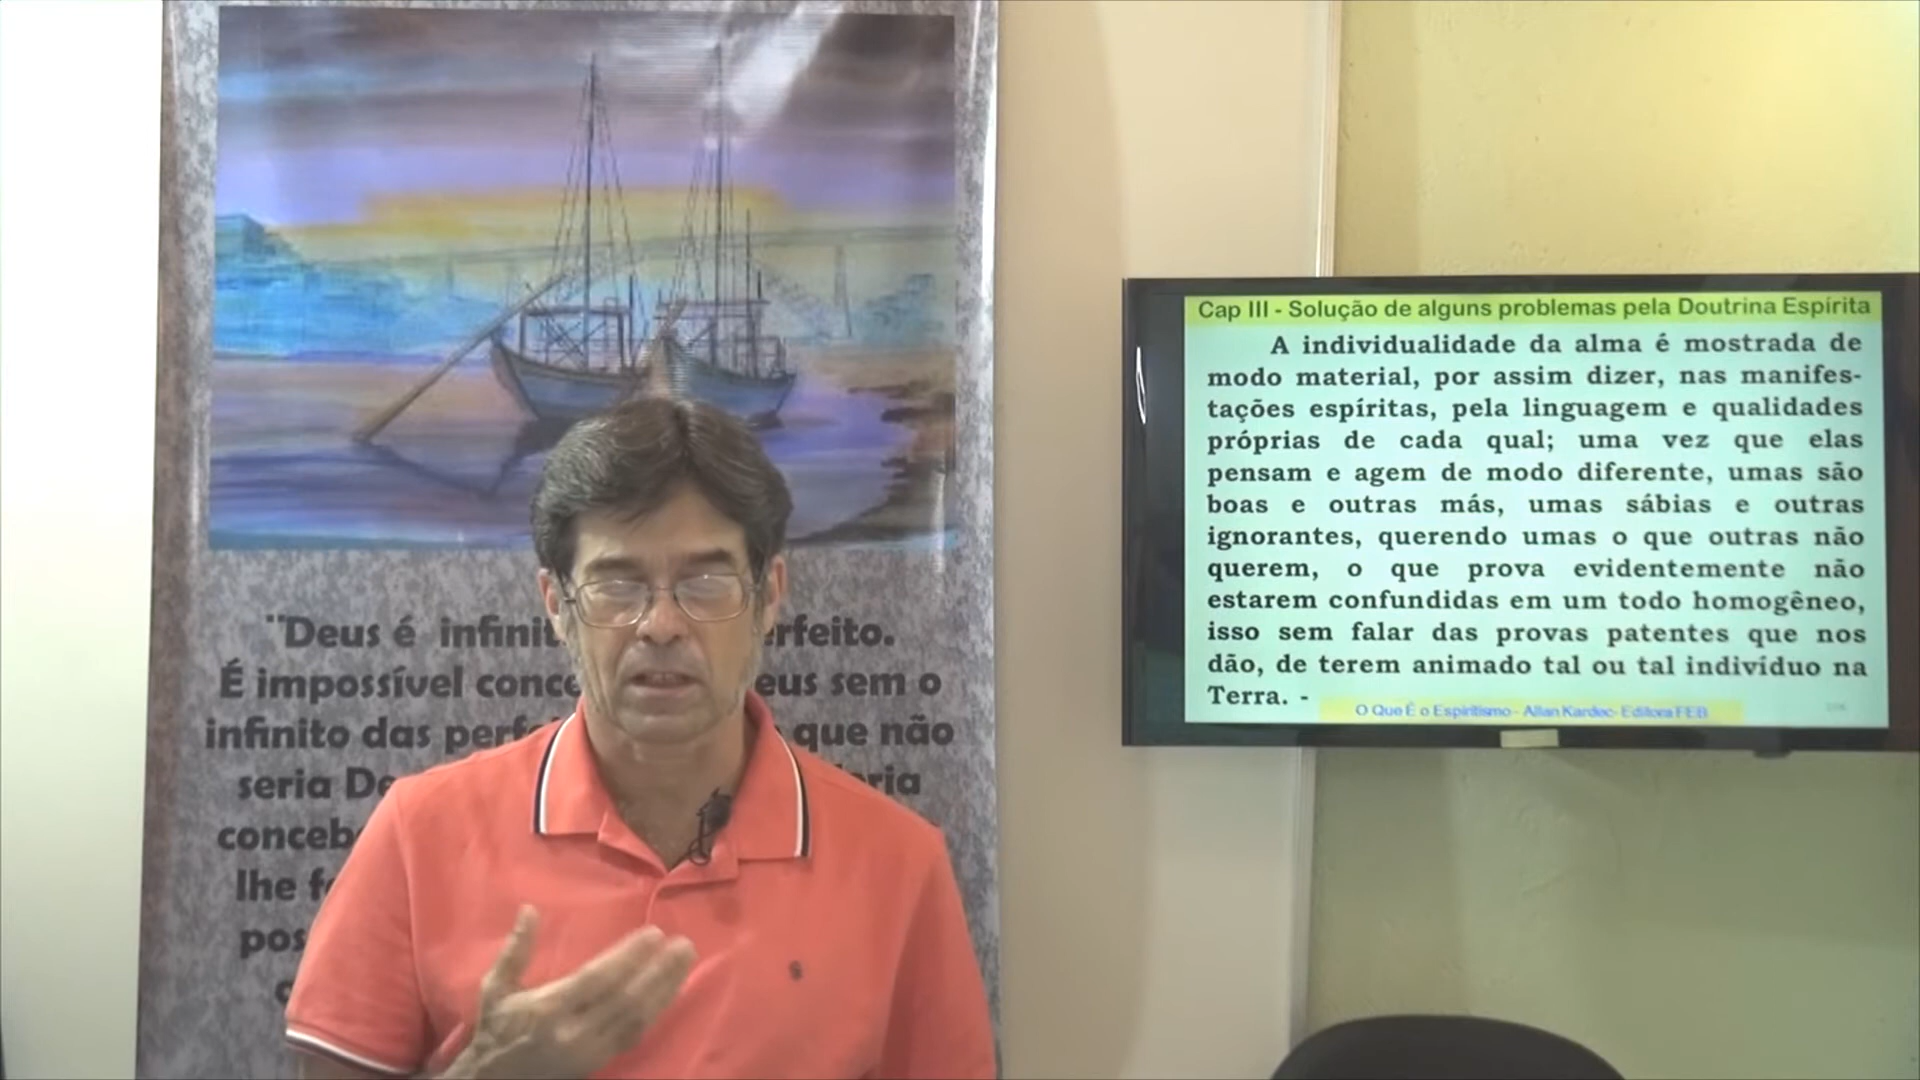 ¨Deus é infinit rfeito.
É impossível conce eus sem o
infinito das perfe que não
seria De ria
conceb
lhe f
pos
Cap III - Solução de alguns problemas pela Doutrina Espírita
A individualidade da alma é mostrada de
modo material, por assim dizer, nas manifes-
tações espíritas, pela linguagem e qualidades
próprias de cada qual; uma vez que elas
pensam e agem de modo diferente, umas são
boas e outras más, umas sábias e outras
ignorantes, querendo umas o que outras não
querem, o que prova evidentemente não
estarem confundidas em um todo homogêneo,
isso sem falar das provas patentes que nos
dão, de terem animado tal ou tal indivíduo na
Terra. -
O Que É o Espiritismo - Allan Kardec- Editora FEB